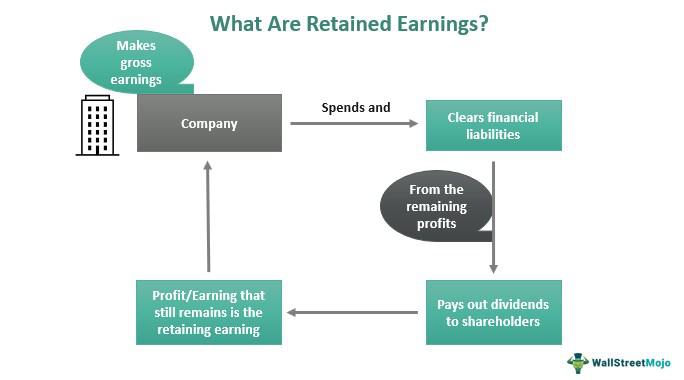 What Are Retained Earnings?
Makes
gross
earnings
Company
Spends and
Clears financial
liabilities
From the
remaining
profits
Profit/Earning that
still remains is the
retaining earning
Pays out dividends
to shareholders
WallStreetMojo